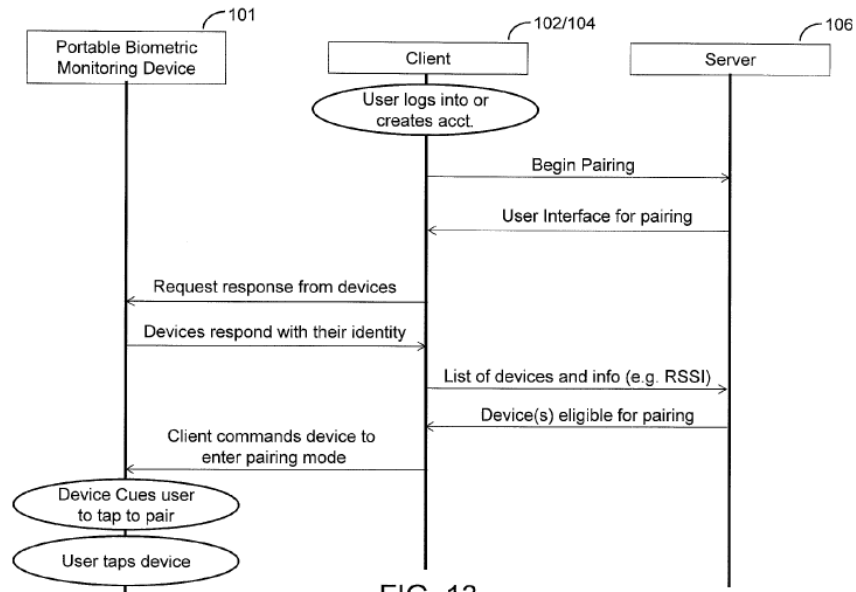 101
102/104
106
Portable Biometric
Monitoring Device
Client
Server
User logs into or
creates acct.
Begin Pairing
User Interface for pairing
Request response from devices
Devices respond with their identity
List of devices and info (e.g. RSSI)
Device(s) eligible for pairing
Client commands device to
enter pairing mode
Device Cues user
to tap to pair
User taps device